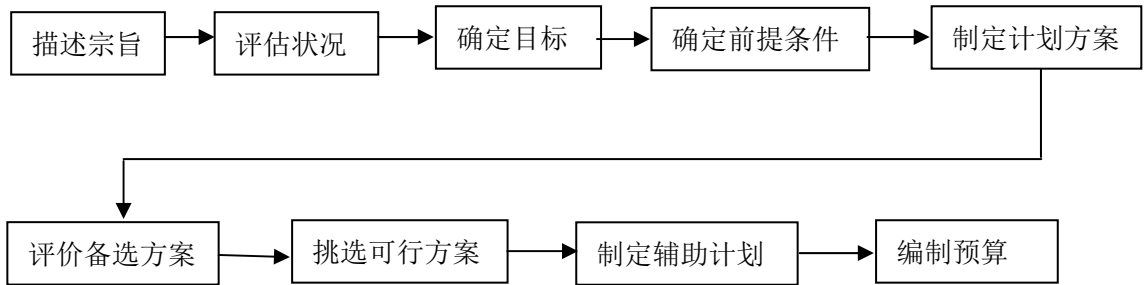 描述宗旨
评估状况
确定目标
确定前提条件
制定计划方案
评价备选方案
挑选可行方案
制定辅助计划
编制预算